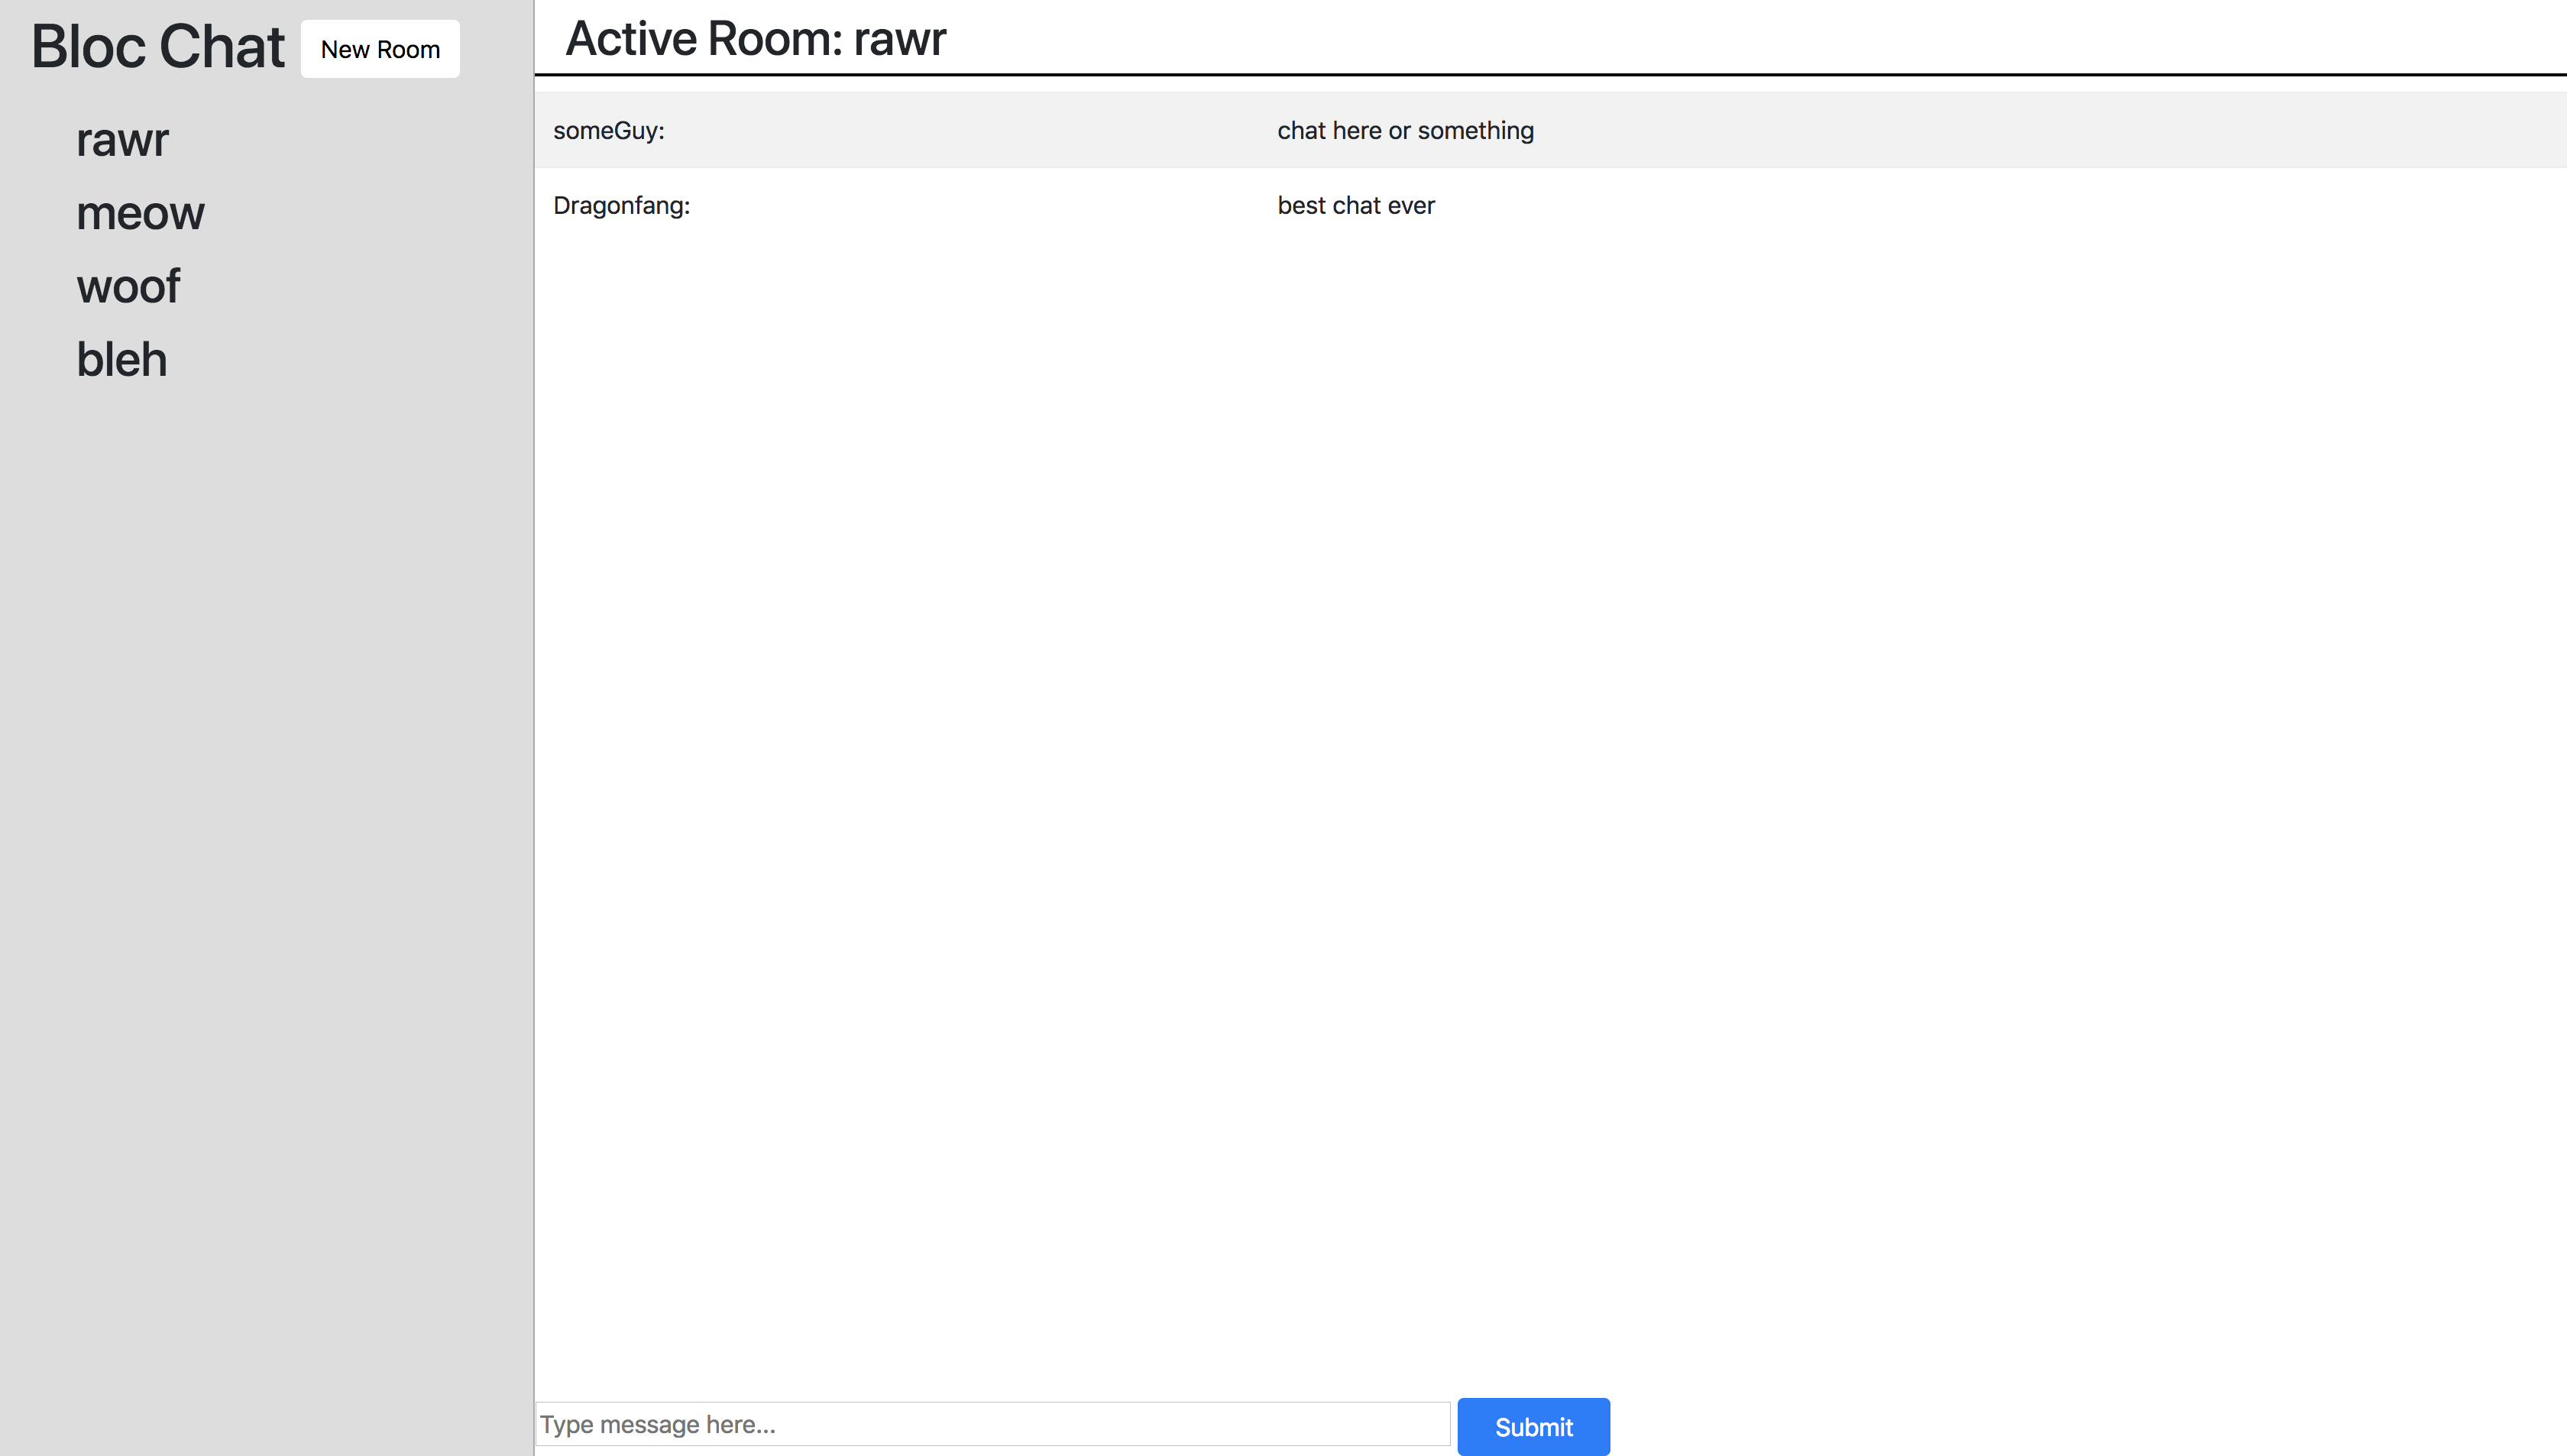 Bloc Chat
New Room
rawr
meow
woof
bleh
Active Room: rawr
someGuy: chat here or something
Dragonfang: best chat ever
Type message here...
Submit